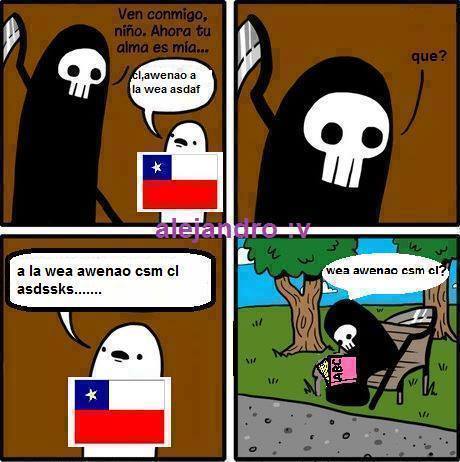 Ven conmigo,
niño. Ahora tu
alma es mía...
cl,awenao a
la wea asdaf
que?
alejandro :v
a la wea awenao csm cl
asdssks.......
wea awenao csm cl?
ABC